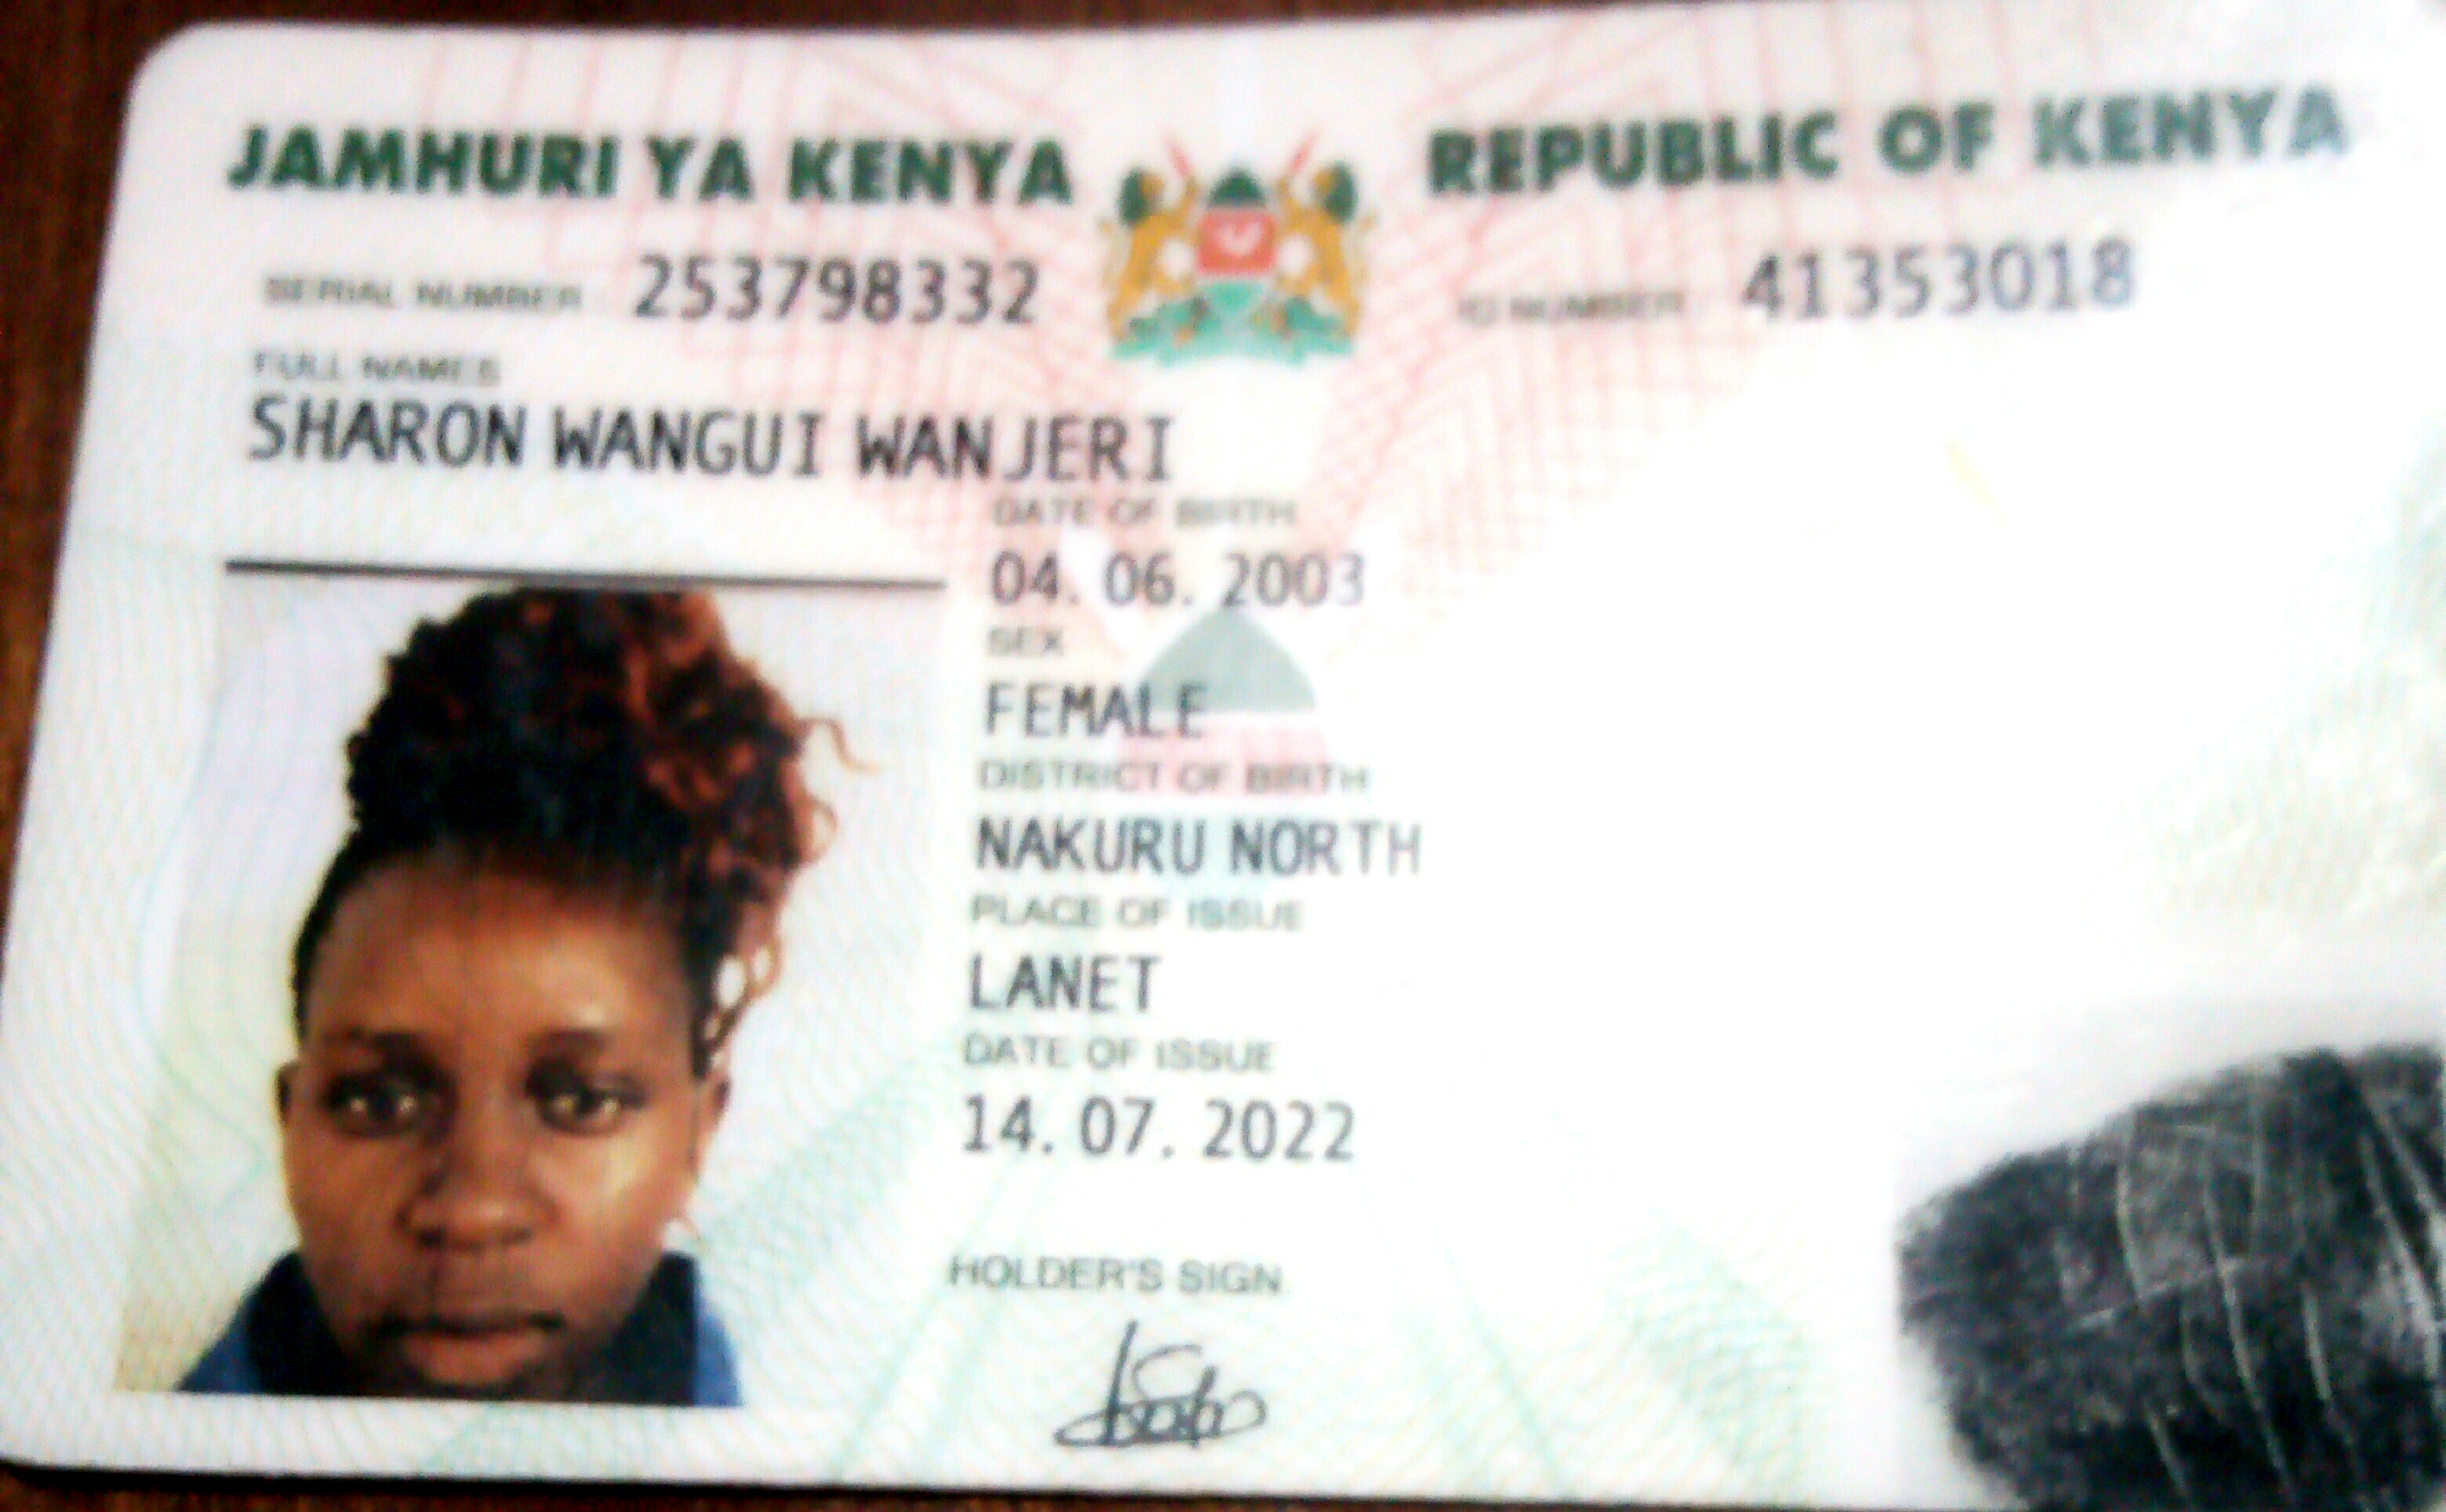 JAMHURI YA KENYA REPUBLIC OF KENYA
SERIAL NUMBER 253798332 ID NUMBER 41353018
FULL NAMES
SHARON WANGUI WANJERI
DATE OF BIRTH
04. 06. 2003
SEX
FEMALE
DISTRICT OF BIRTH
NAKURU NORTH
PLACE OF ISSUE
LANET
DATE OF ISSUE
14. 07. 2022
HOLDER'S SIGN